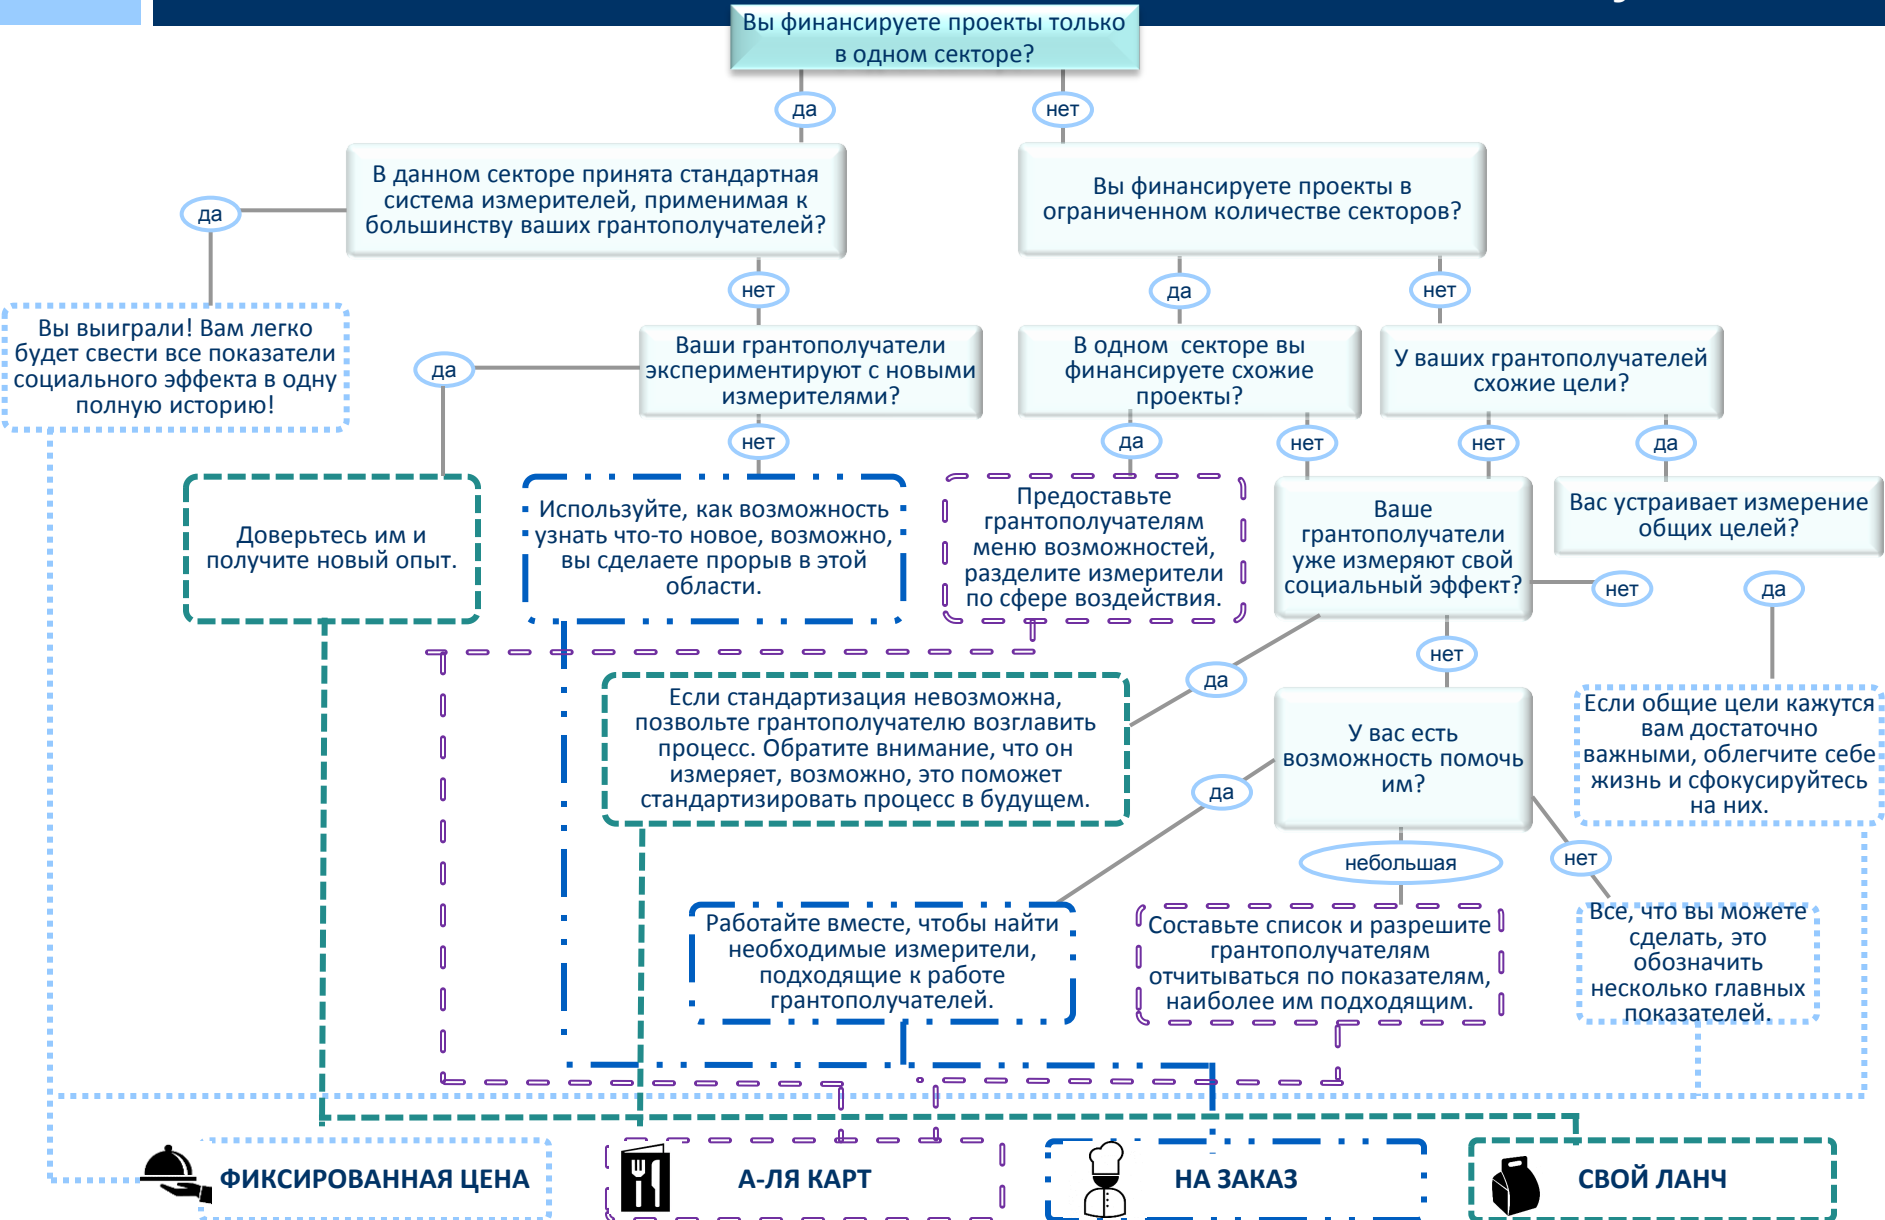 Вы финансируете проекты только
в одном секторе?
да
нет
В данном секторе принята стандартная
система измерителей, применимая к
большинству ваших грантополучателей?
Вы финансируете проекты в
ограниченном количестве секторов?
да
нет
да
нет
Вы выиграли! Вам легко
будет свести все показатели
социального эффекта в одну
полную историю!
Ваши грантополучатели
экспериментируют с новыми
измерителями?
В одном секторе вы
финансируете схожие
проекты?
У ваших грантополучателей
схожие цели?
да
нет
да
нет
нет
да
Доверьтесь им и
получите новый опыт.
Используйте, как возможность
узнать что-то новое, возможно,
вы сделаете прорыв в этой
области.
Предоставьте
грантополучателям
меню возможностей,
разделите измерители
по сфере воздействия.
Ваше
грантополучатели
уже измеряют свой
социальный эффект?
Вас устраивает измерение
общих целей?
нет
да
нет
да
Если стандартизация невозможна,
позвольте грантополучателю возглавить
процесс. Обратите внимание, что он
измеряет, возможно, это поможет
стандартизировать процесс в будущем.
У вас есть
возможность помочь
им?
Если общие цели кажутся
вам достаточно
важными, облегчите себе
жизнь и сфокусируйтесь
на них.
да
небольшая
нет
Работайте вместе, чтобы найти
необходимые измерители,
подходящие к работе
грантополучателей.
Составьте список и разрешите
грантополучателям
отчитываться по показателям,
наиболее им подходящим.
Все, что вы можете
сделать, это
обозначить
несколько главных
показателей.
ФИКСИРОВАННАЯ ЦЕНА
А-ЛЯ КАРТ
НА ЗАКАЗ
СВОЙ ЛАНЧ